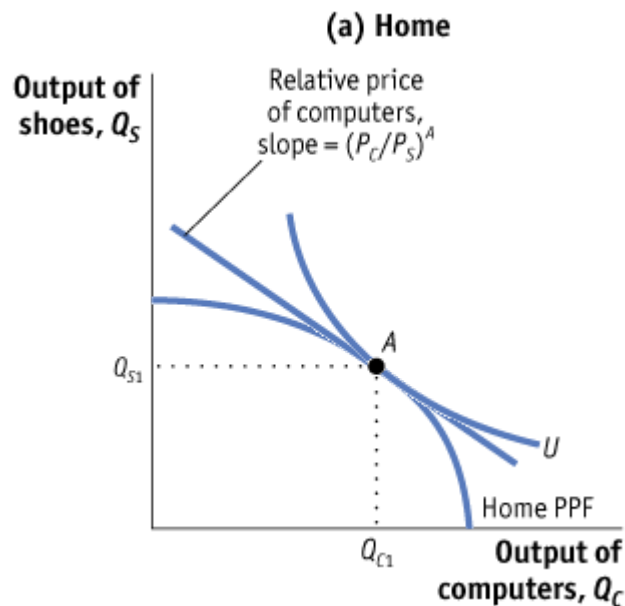 (a) Home
Output of
shoes, Q_S
Relative price
of computers,
slope = (P_C/P_S)^A
A
Q_S1
U
Home PPF
Q_C1
Output of
computers, Q_C